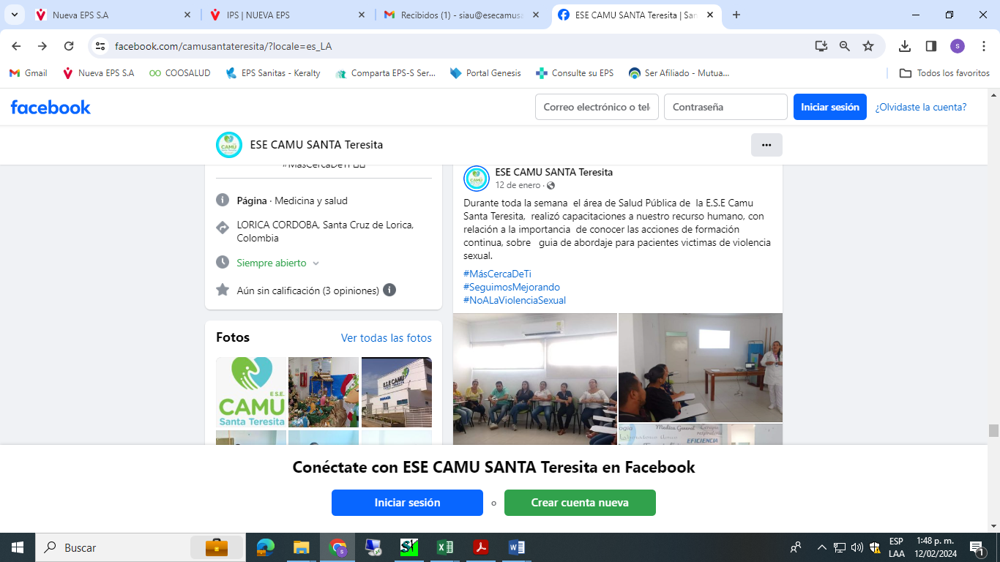 Nueva EPS S.A
IPS | NUEVA EPS
Recibidos (1) - siau@esecamusa
ESE CAMU SANTA Teresita | San
facebook.com/camusantateresita/?locale=es_LA
s
Gmail
Nueva EPS S.A
COOSALUD
EPS Sanitas - Keralty
Comparta EPS-S Ser...
Portal Genesis
Consulte su EPS
Ser Afiliado - Mutua...
Todos los favoritos
facebook
Correo electrónico o telé
Contraseña
Iniciar sesión
¿Olvidaste la cuenta?
ESE CAMU SANTA Teresita
#MásCercaDeTi
Página · Medicina y salud
LORICA CORDOBA, Santa Cruz de Lorica,
Colombia
Siempre abierto
Aún sin calificación (3 opiniones)
Fotos
Ver todas las fotos
E.S.E.
CAMU
Santa Teresita
E.S.E CAMU
ESE CAMU SANTA Teresita
12 de enero ·
Durante toda la semana el área de Salud Pública de la E.S.E Camu
Santa Teresita, realizó capacitaciones a nuestro recurso humano, con
relación a la importancia de conocer las acciones de formación
continua, sobre guia de abordaje para pacientes victimas de violencia
sexual.
#MásCercaDeTi
#SeguimosMejorando
#NoALaViolenciaSexual
Medica General
EFICIENCIA
Conéctate con ESE CAMU SANTA Teresita en Facebook
Iniciar sesión
o
Crear cuenta nueva
Buscar
ESP
LAA
1:48 p. m.
12/02/2024
1